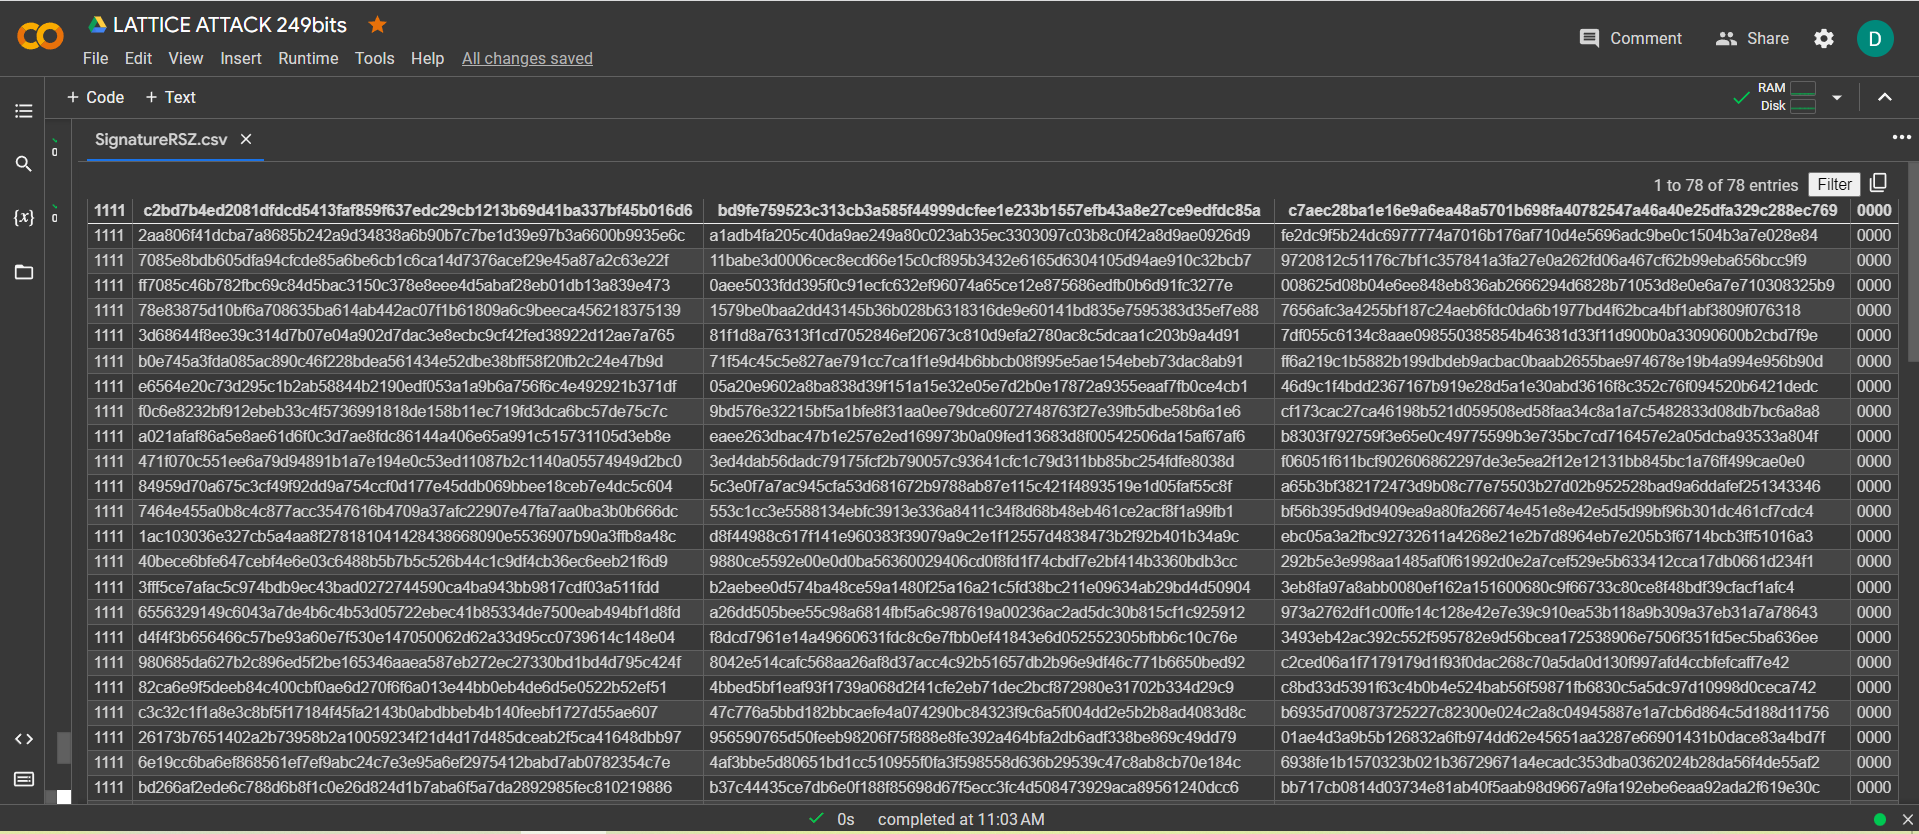 LATTICE ATTACK 249bits
Comment Share D
File Edit View Insert Runtime Tools Help All changes saved
+ Code + Text RAM Disk
SignatureRSZ.csv ×
1 to 78 of 78 entries Filter
1111 c2bd7b4ed2081dfdcd5413faf859f637edc29cb1213b69d41ba337bf45b016d6 bd9fe759523c313cb3a585f44999dcfee1e233b1557efb43a8e27ce9edfdc85a c7aec28ba1e16e9a6ea48a5701b698fa40782547a46a40e25dfa329c288ec769 0000
1111 2aa806f41dcba7a8685b242a9d34838a6b90b7c7be1d39e97b3a6600b9935e6c a1adb4fa205c40da9ae249a80c023ab35ec3303097c03b8c0f42a8d9ae0926d9 fe2dc9f5b24dc6977774a7016b176af710d4e5696adc9be0c1504b3a7e028e84 0000
1111 7085e8bdb605dfa94cfcde85a6be6cb1c6ca14d7376acef29e45a87a2c63e22f 11babe3d0006cec8ecd66e15c0cf895b3432e6165d6304105d94ae910c32bcb7 9720812c51176c7bf1c357841a3fa27e0a262fd06a467cf62b99eba656bcc9f9 0000
1111 ff7085c46b782fbc69c84d5bac3150c378e8eee4d5abaf28eb01db13a839e473 0aee5033fdd395f0c91ecfc632ef96074a65ce12e875686edfb0b6d91fc3277e 008625d08b04e6ee848eb836ab2666294d6828b71053d8e0e6a7e710308325b9 0000
1111 78e83875d10bf6a708635ba614ab442ac07f1b61809a6c9beeca456218375139 1579be0baa2dd43145b36b028b6318316de9e60141bd835e7595383d35ef7e88 7656afc3a4255bf187c24aeb6fdc0da6b1977bd4f62bca4bf1abf3809f076318 0000
1111 3d68644f8ee39c314d7b07e04a902d7dac3e8ecbc9cf42fed38922d12ae7a765 81f1d8a76313f1cd7052846ef20673c810d9efa2780ac8c5dcaa1c203b9a4d91 7df055c6134c8aae098550385854b46381d33f11d900b0a33090600b2cbd7f9e 0000
1111 b0e745a3fda085ac890c46f228bdea561434e52dbe38bff58f20fb2c24e47b9d 71f54c45c5e827ae791cc7ca1f1e9d4b6bbcb08f995e5ae154ebeb73dac8ab91 ff6a219c1b5882b199dbdeb9acbac0baab2655bae974678e19b4a994e956b90d 0000
1111 e6564e20c73d295c1b2ab58844b2190edf053a1a9b6a756f6c4e492921b371df 05a20e9602a8ba838d39f151a15e32e05e7d2b0e17872a9355eaaf7fb0ce4cb1 46d9c1f4bdd2367167b919e28d5a1e30abd3616f8c352c76f094520b6421dedc 0000
1111 f0c6e8232bf912ebeb33c4f5736991818de158b11ec719fd3dca6bc57de75c7c 9bd576e32215bf5a1bfe8f31aa0ee79dce6072748763f27e39fb5dbe58b6a1e6 cf173cac27ca46198b521d059508ed58faa34c8a1a7c5482833d08db7bc6a8a8 0000
1111 a021afaf86a5e8ae61d6f0c3d7ae8fdc86144a406e65a991c515731105d3eb8e eaee263dbac47b1e257e2ed169973b0a09fed13683d8f00542506da15af67af6 b8303f792759f3e65e0c49775599b3e735bc7cd716457e2a05dcba93533a804f 0000
1111 471f070c551ee6a79d94891b1a7e194e0c53ed11087b2c1140a05574949d2bc0 3ed4dab56dadc79175fcf2b790057c93641cfc1c79d311bb85bc254fdfe8038d f06051f611bcf902606862297de3e5ea2f12e12131bb845bc1a76ff499cae0e0 0000
1111 84959d70a675c3cf49f92dd9a754ccf0d177e45ddb069bbee18ceb7e4dc5c604 5c3e0f7a7ac945cfa53d681672b9788ab87e115c421f4893519e1d05faf55c8f a65b3bf382172473d9b08c77e75503b27d02b952528bad9a6ddafef251343346 0000
1111 7464e455a0b8c4c877acc3547616b4709a37afc22907e47fa7aa0ba3b0b666dc 553c1cc3e5588134ebfc3913e336a8411c34f8d68b48eb461ce2acf8f1a99fb1 bf56b395d9d9409ea9a80fa26674e451e8e42e5d5d99bf96b301dc461cf7cdc4 0000
1111 1ac103036e327cb5a4aa8f278181041428438668090e5536907b90a3ffb8a48c d8f44988c617f141e960383f39079a9c2e1f12557d4838473b2f92b401b34a9c ebc05a3a2fbc92732611a4268e21e2b7d8964eb7e205b3f6714bcb3ff51016a3 0000
1111 40bece6bfe647cebf4e6e03c6488b5b7b5c526b44c1c9df4cb36ec6eeb21f6d9 9880ce5592e00e0d0ba56360029406cd0f8fd1f74cbdf7e2bf414b3360bdb3cc 292b5e3e998aa1485af0f61992d0e2a7cef529e5b633412cca17db0661d234f1 0000
1111 3fff5ce7afac5c974bdb9ec43bad0272744590ca4ba943bb9817cdf03a511fdd b2aebee0d574ba48ce59a1480f25a16a21c5fd38bc211e09634ab29bd4d50904 3eb8fa97a8abb0080ef162a151600680c9f66733c80ce8f48bdf39cfacf1afc4 0000
1111 6556329149c6043a7de4b6c4b53d05722ebec41b85334de7500eab494bf1d8fd a26dd505bee55c98a6814fbf5a6c987619a00236ac2ad5dc30b815cf1c925912 973a2762df1c00ffe14c128e42e7e39c910ea53b118a9b309a37eb31a7a78643 0000
1111 d4f4f3b656466c57be93a60e7f530e147050062d62a33d95cc0739614c148e04 f8dcd7961e14a49660631fdc8c6e7fbb0ef41843e6d052552305bfbb6c10c76e 3493eb42ac392c552f595782e9d56bcea172538906e7506f351fd5ec5ba636ee 0000
1111 980685da627b2c896ed5f2be165346aaea587eb272ec27330bd1bd4d795c424f 8042e514cafc568aa26af8d37acc4c92b51657db2b96e9df46c771b6650bed92 c2ced06a1f7179179d1f93f0dac268c70a5da0d130f997afd4ccbfefcaff7e42 0000
1111 82ca6e9f5deeb84c400cbf0ae6d270f6f6a013e44bb0eb4de6d5e0522b52ef51 4bbed5bf1eaf93f1739a068d2f41cfe2eb71dec2bcf872980e31702b334d29c9 c8bd33d5391f63c4b0b4e524bab56f59871fb6830c5a5dc97d10998d0ceca742 0000
1111 c3c32c1f1a8e3c8bf5f17184f45fa2143b0abdbbeb4b140feebf1727d55ae607 47c776a5bbd182bbcaefe4a074290bc84323f9c6a5f004dd2e5b2b8ad4083d8c b6935d700873725227c82300e024c2a8c04945887e1a7cb6d864c5d188d11756 0000
1111 26173b7651402a2b73958b2a10059234f21d4d17d485dceab2f5ca41648dbb97 956590765d50feeb98206f75f888e8fe392a464bfa2db6adf338be869c49dd79 01ae4d3a9b5b126832a6fb974dd62e45651aa3287e66901431b0dace83a4bd7f 0000
1111 6e19cc6ba6ef868561ef7ef9abc24c7e3e95a6ef2975412babd7ab0782354c7e 4af3bbe5d80651bd1cc510955f0fa3f598558d636b29539c47c8ab8cb70e184c 6938fe1b1570323b021b36729671a4ecadc353dba0362024b28da56f4de55af2 0000
1111 bd266af2ede6c788d6b8f1c0e26d824d1b7aba6f5a7da2892985fec810219886 b37c44435ce7db6e0f188f85698d67f5ecc3fc4d508473929aca89561240dcc6 bb717cb0814d03734e81ab40f5aab98d9667a9fa192ebe6eaa92ada2f619e30c 0000
0s completed at 11:03 AM